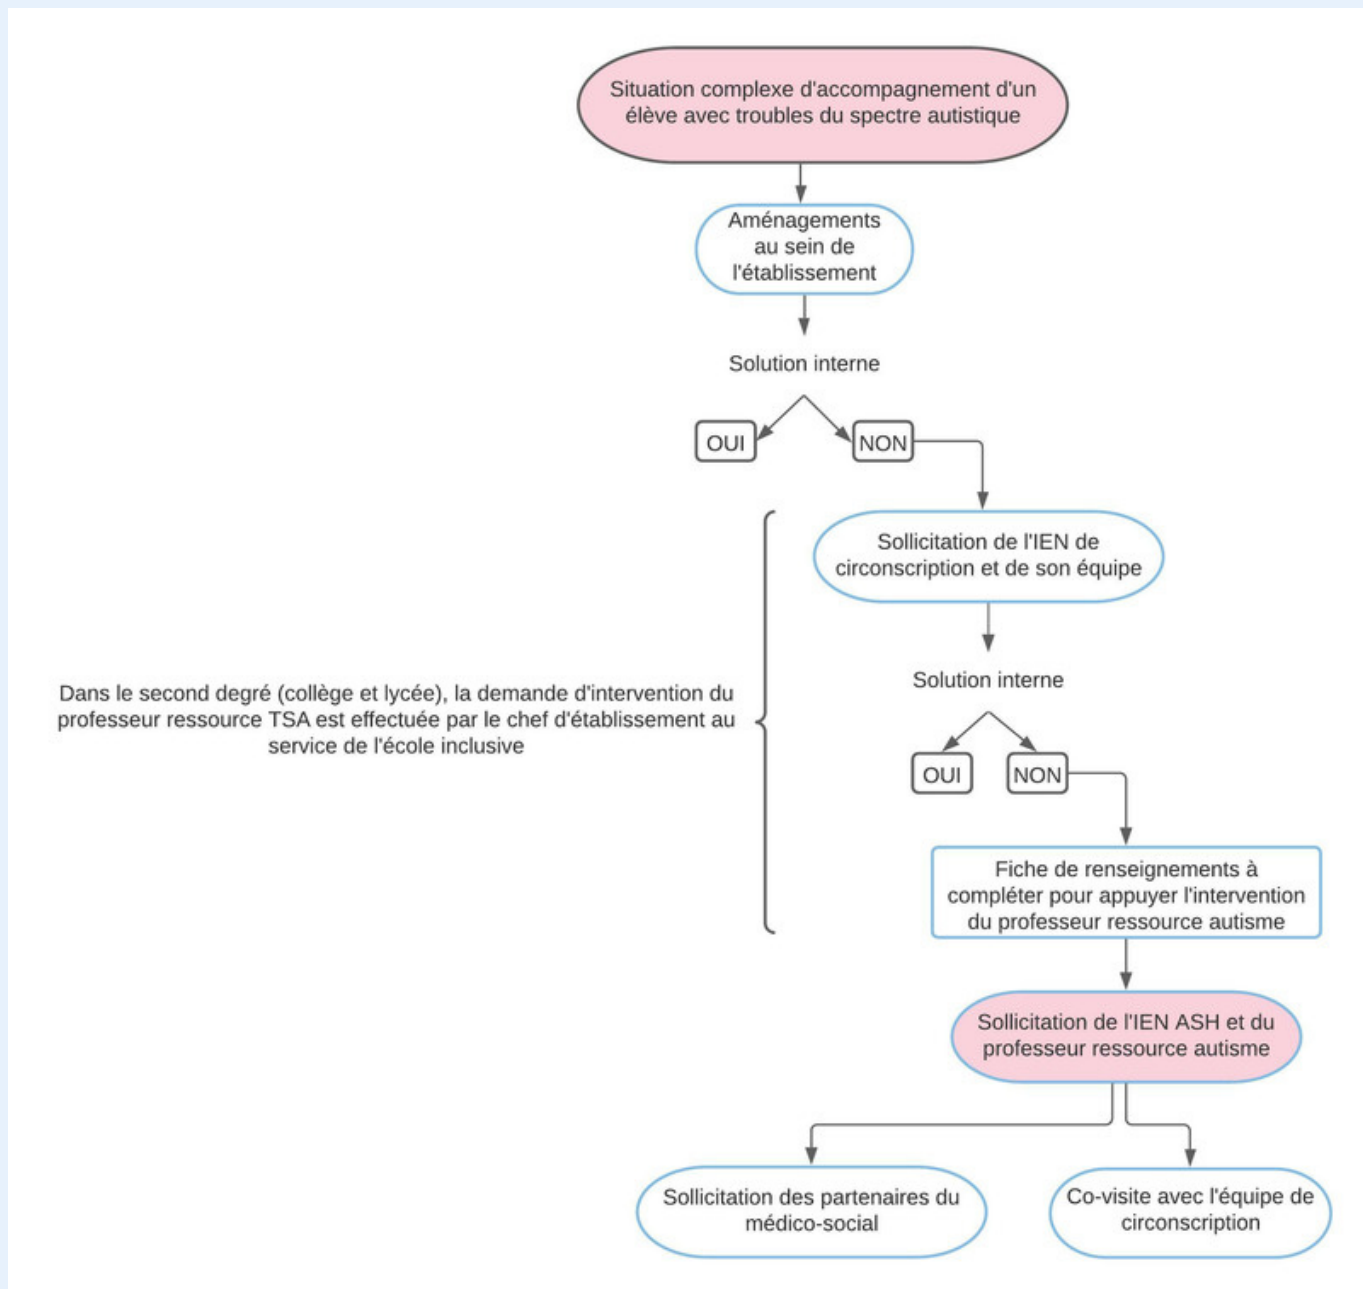 Situation complexe d'accompagnement d'un
élève avec troubles du spectre autistique
Aménagements
au sein de
l'établissement
Solution interne
OUI
NON
Sollicitation de l'IEN de
circonscription et de son équipe
Dans le second degré (collège et lycée), la demande d'intervention du
professeur ressource TSA est effectuée par le chef d'établissement au
service de l'école inclusive
Solution interne
OUI
NON
Fiche de renseignements à
compléter pour appuyer l'intervention
du professeur ressource autisme
Sollicitation de l'IEN ASH et du
professeur ressource autisme
Sollicitation des partenaires du
médico-social
Co-visite avec l'équipe de
circonscription